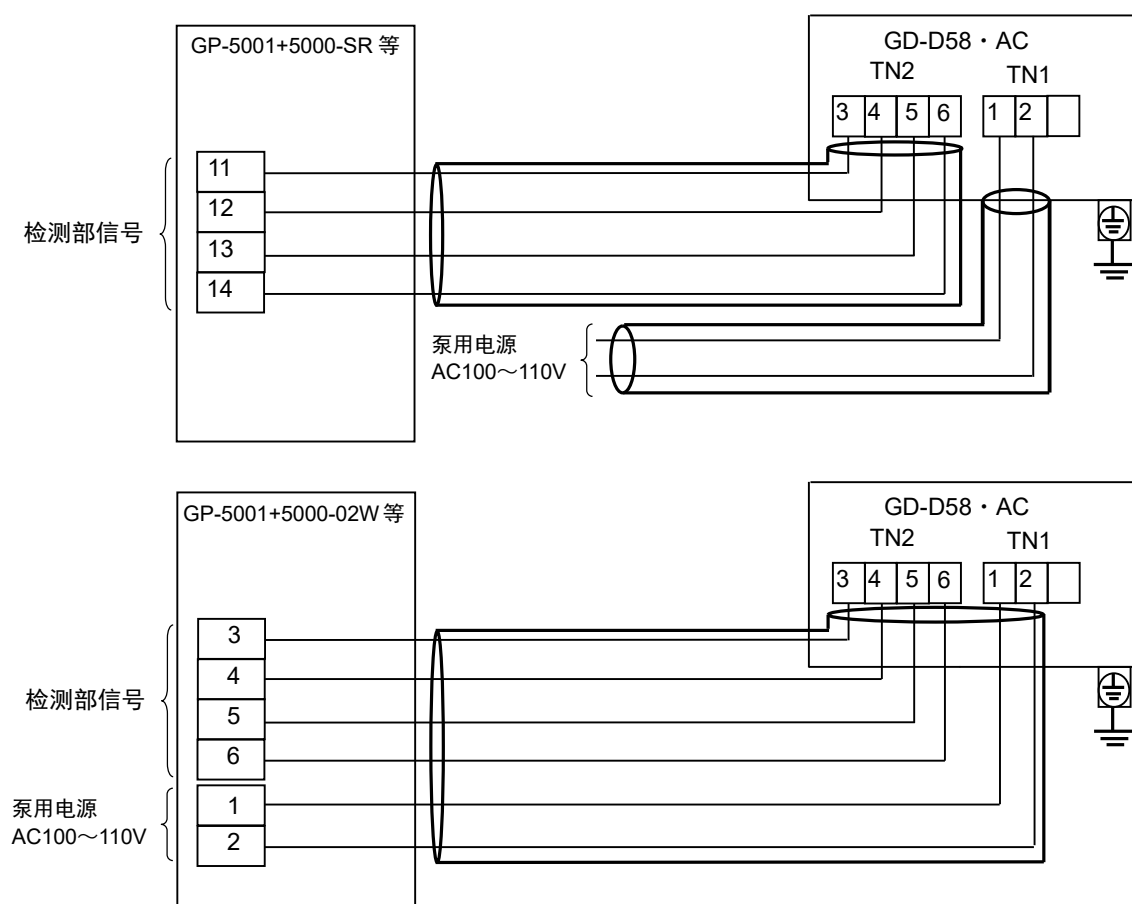 GP-5001+5000-SR 等
GD-D58・AC
TN2
TN1
3 4 5 6 1 2
检测部信号
11
12
13
14
泵用电源
AC100～110V
GP-5001+5000-02W 等
GD-D58・AC
TN2
TN1
3 4 5 6 1 2
检测部信号
3
4
5
6
泵用电源
AC100～110V
1
2